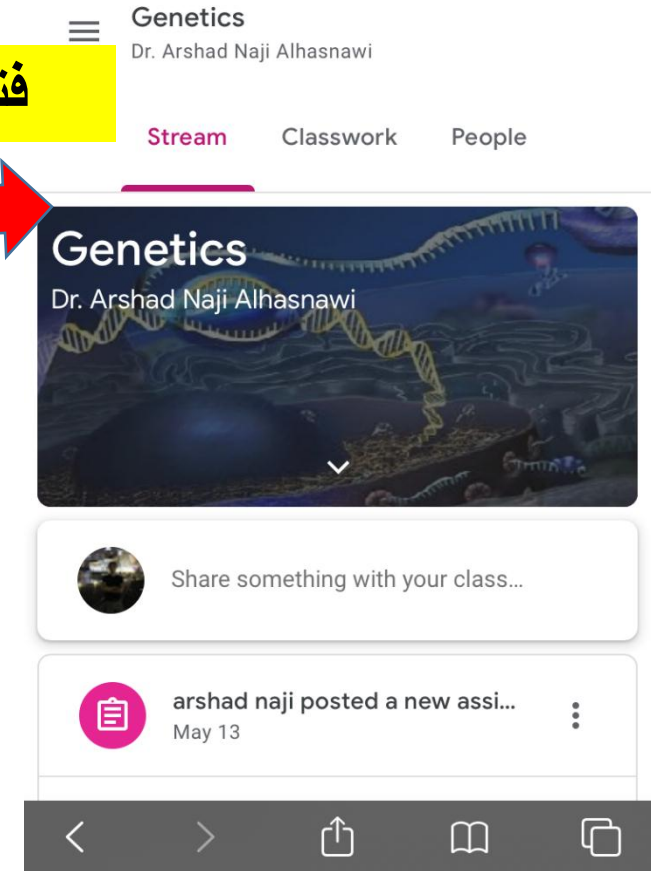 Genetics
Dr. Arshad Naji Alhasnawi
Stream Classwork People
Genetics
Dr. Arshad Naji Alhasnawi
Share something with your class...
arshad naji posted a new assi...
May 13